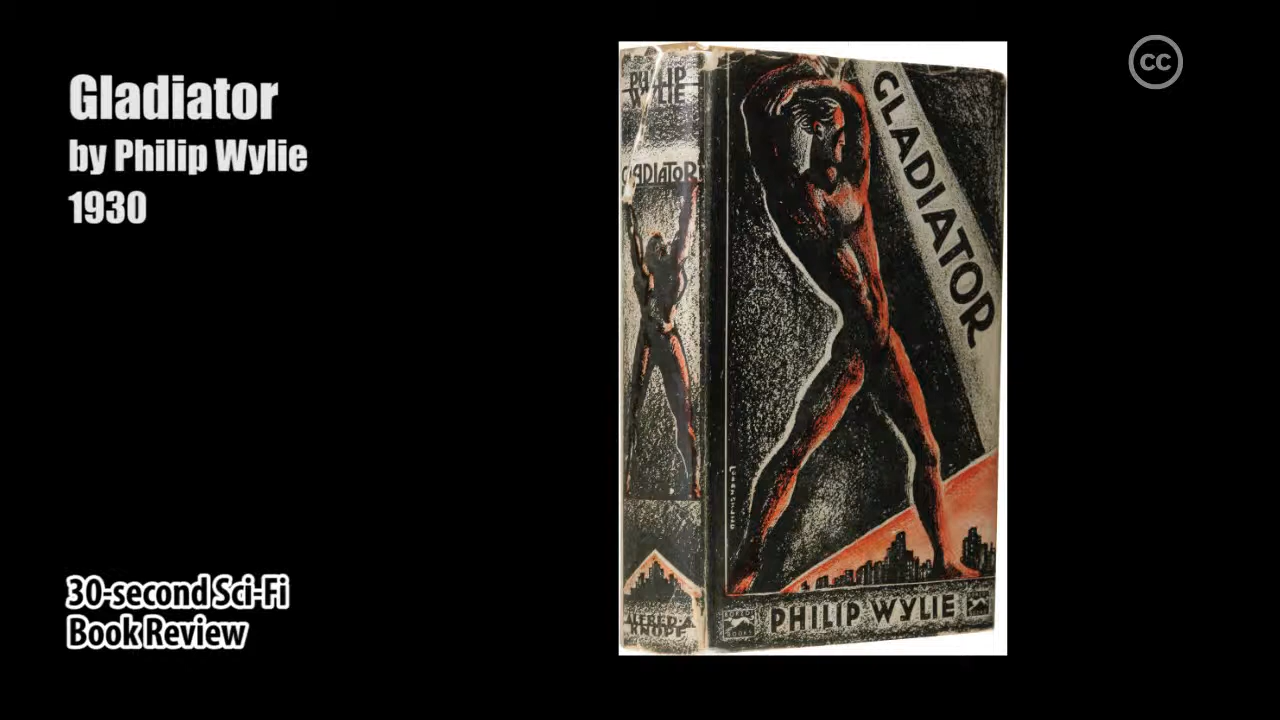 Gladiator
by Philip Wylie
1930
CC
PHILIP
WYLIE
GLADIATOR
GLADIATOR
ALFRED A
KNOPF
PHILIP WYLIE
30-second Sci-Fi
Book Review